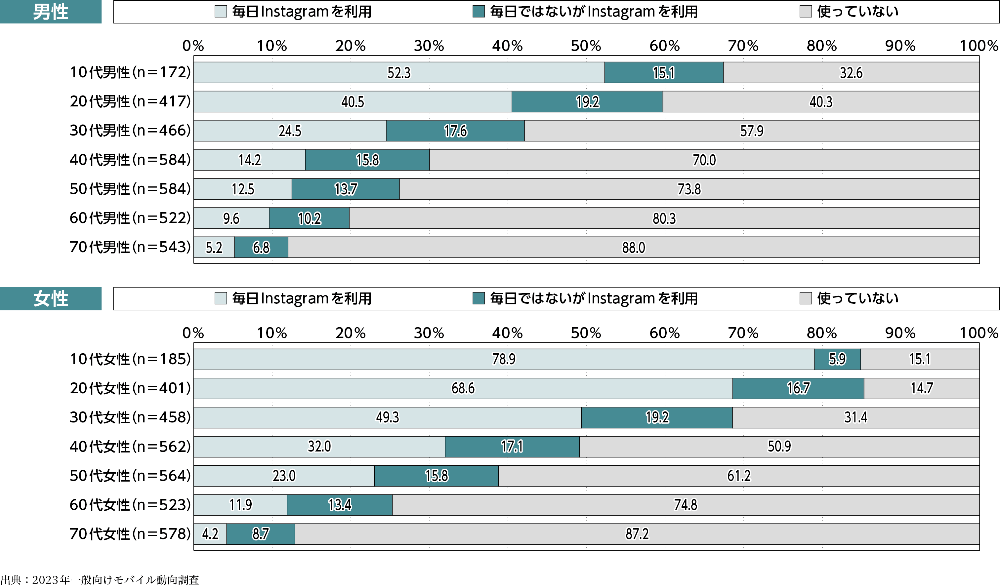 男性
毎日Instagramを利用 毎日ではないがInstagramを利用 使っていない
0% 10% 20% 30% 40% 50% 60% 70% 80% 90% 100%
10代男性(n=172) 52.3 15.1 32.6
20代男性(n=417) 40.5 19.2 40.3
30代男性(n=466) 24.5 17.6 57.9
40代男性(n=584) 14.2 15.8 70.0
50代男性(n=584) 12.5 13.7 73.8
60代男性(n=522) 9.6 10.2 80.3
70代男性(n=543) 5.2 6.8 88.0
女性
毎日Instagramを利用 毎日ではないがInstagramを利用 使っていない
0% 10% 20% 30% 40% 50% 60% 70% 80% 90% 100%
10代女性(n=185) 78.9 5.9 15.1
20代女性(n=401) 68.6 16.7 14.7
30代女性(n=458) 49.3 19.2 31.4
40代女性(n=562) 32.0 17.1 50.9
50代女性(n=564) 23.0 15.8 61.2
60代女性(n=523) 11.9 13.4 74.8
70代女性(n=578) 4.2 8.7 87.2
出典：2023年一般向けモバイル動向調査